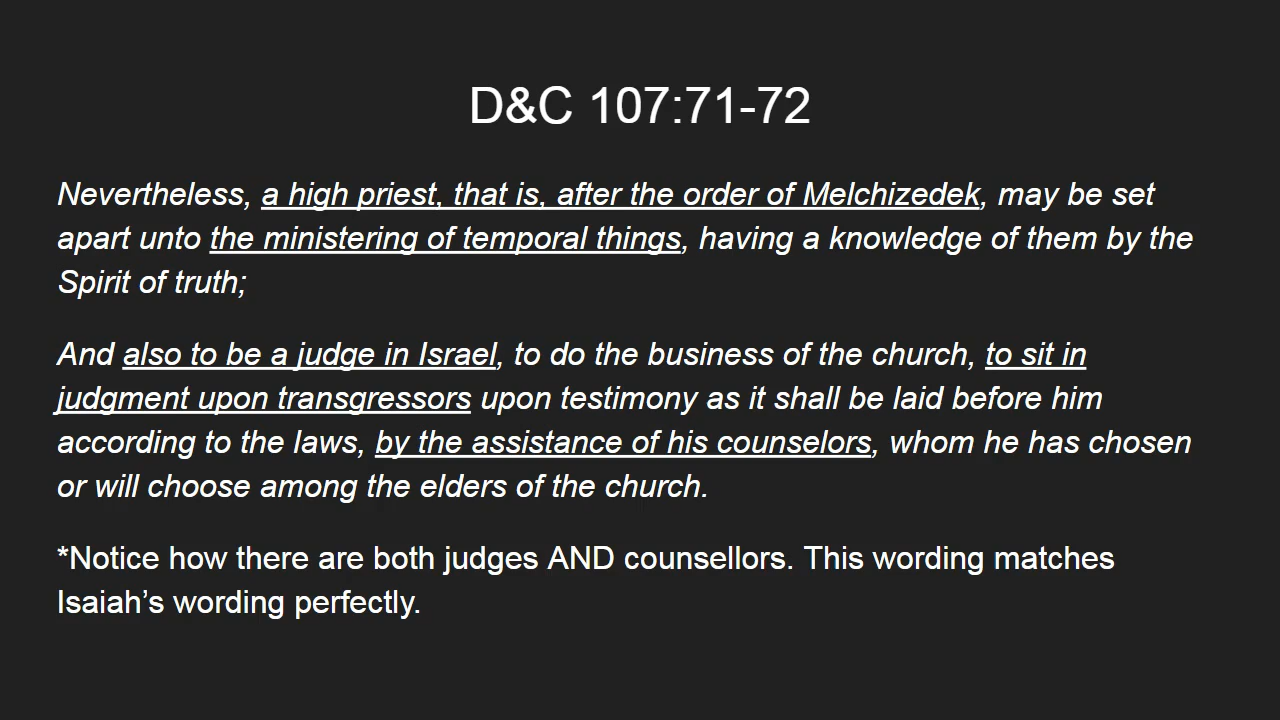 D&C 107:71-72
Nevertheless, a high priest, that is, after the order of Melchizedek, may be set
apart unto the ministering of temporal things, having a knowledge of them by the
Spirit of truth;
And also to be a judge in Israel, to do the business of the church, to sit in
judgment upon transgressors upon testimony as it shall be laid before him
according to the laws, by the assistance of his counselors, whom he has chosen
or will choose among the elders of the church.
*Notice how there are both judges AND counsellors. This wording matches
Isaiah’s wording perfectly.